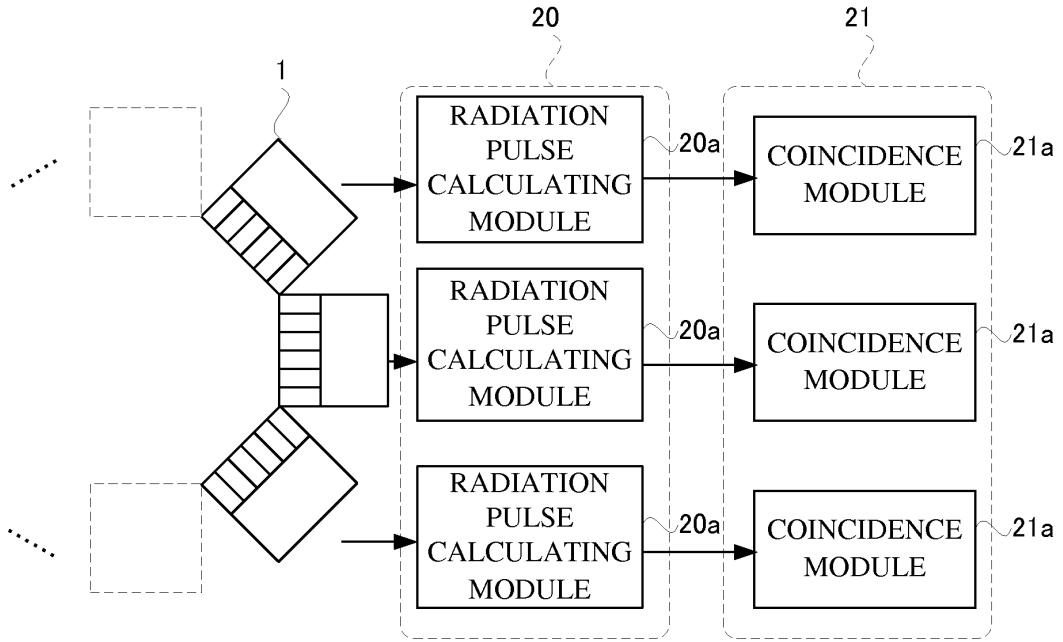 20
21
1
RADIATION
PULSE
CALCULATING
MODULE
20a
COINCIDENCE
MODULE
21a
RADIATION
PULSE
CALCULATING
MODULE
20a
COINCIDENCE
MODULE
21a
RADIATION
PULSE
CALCULATING
MODULE
20a
COINCIDENCE
MODULE
21a